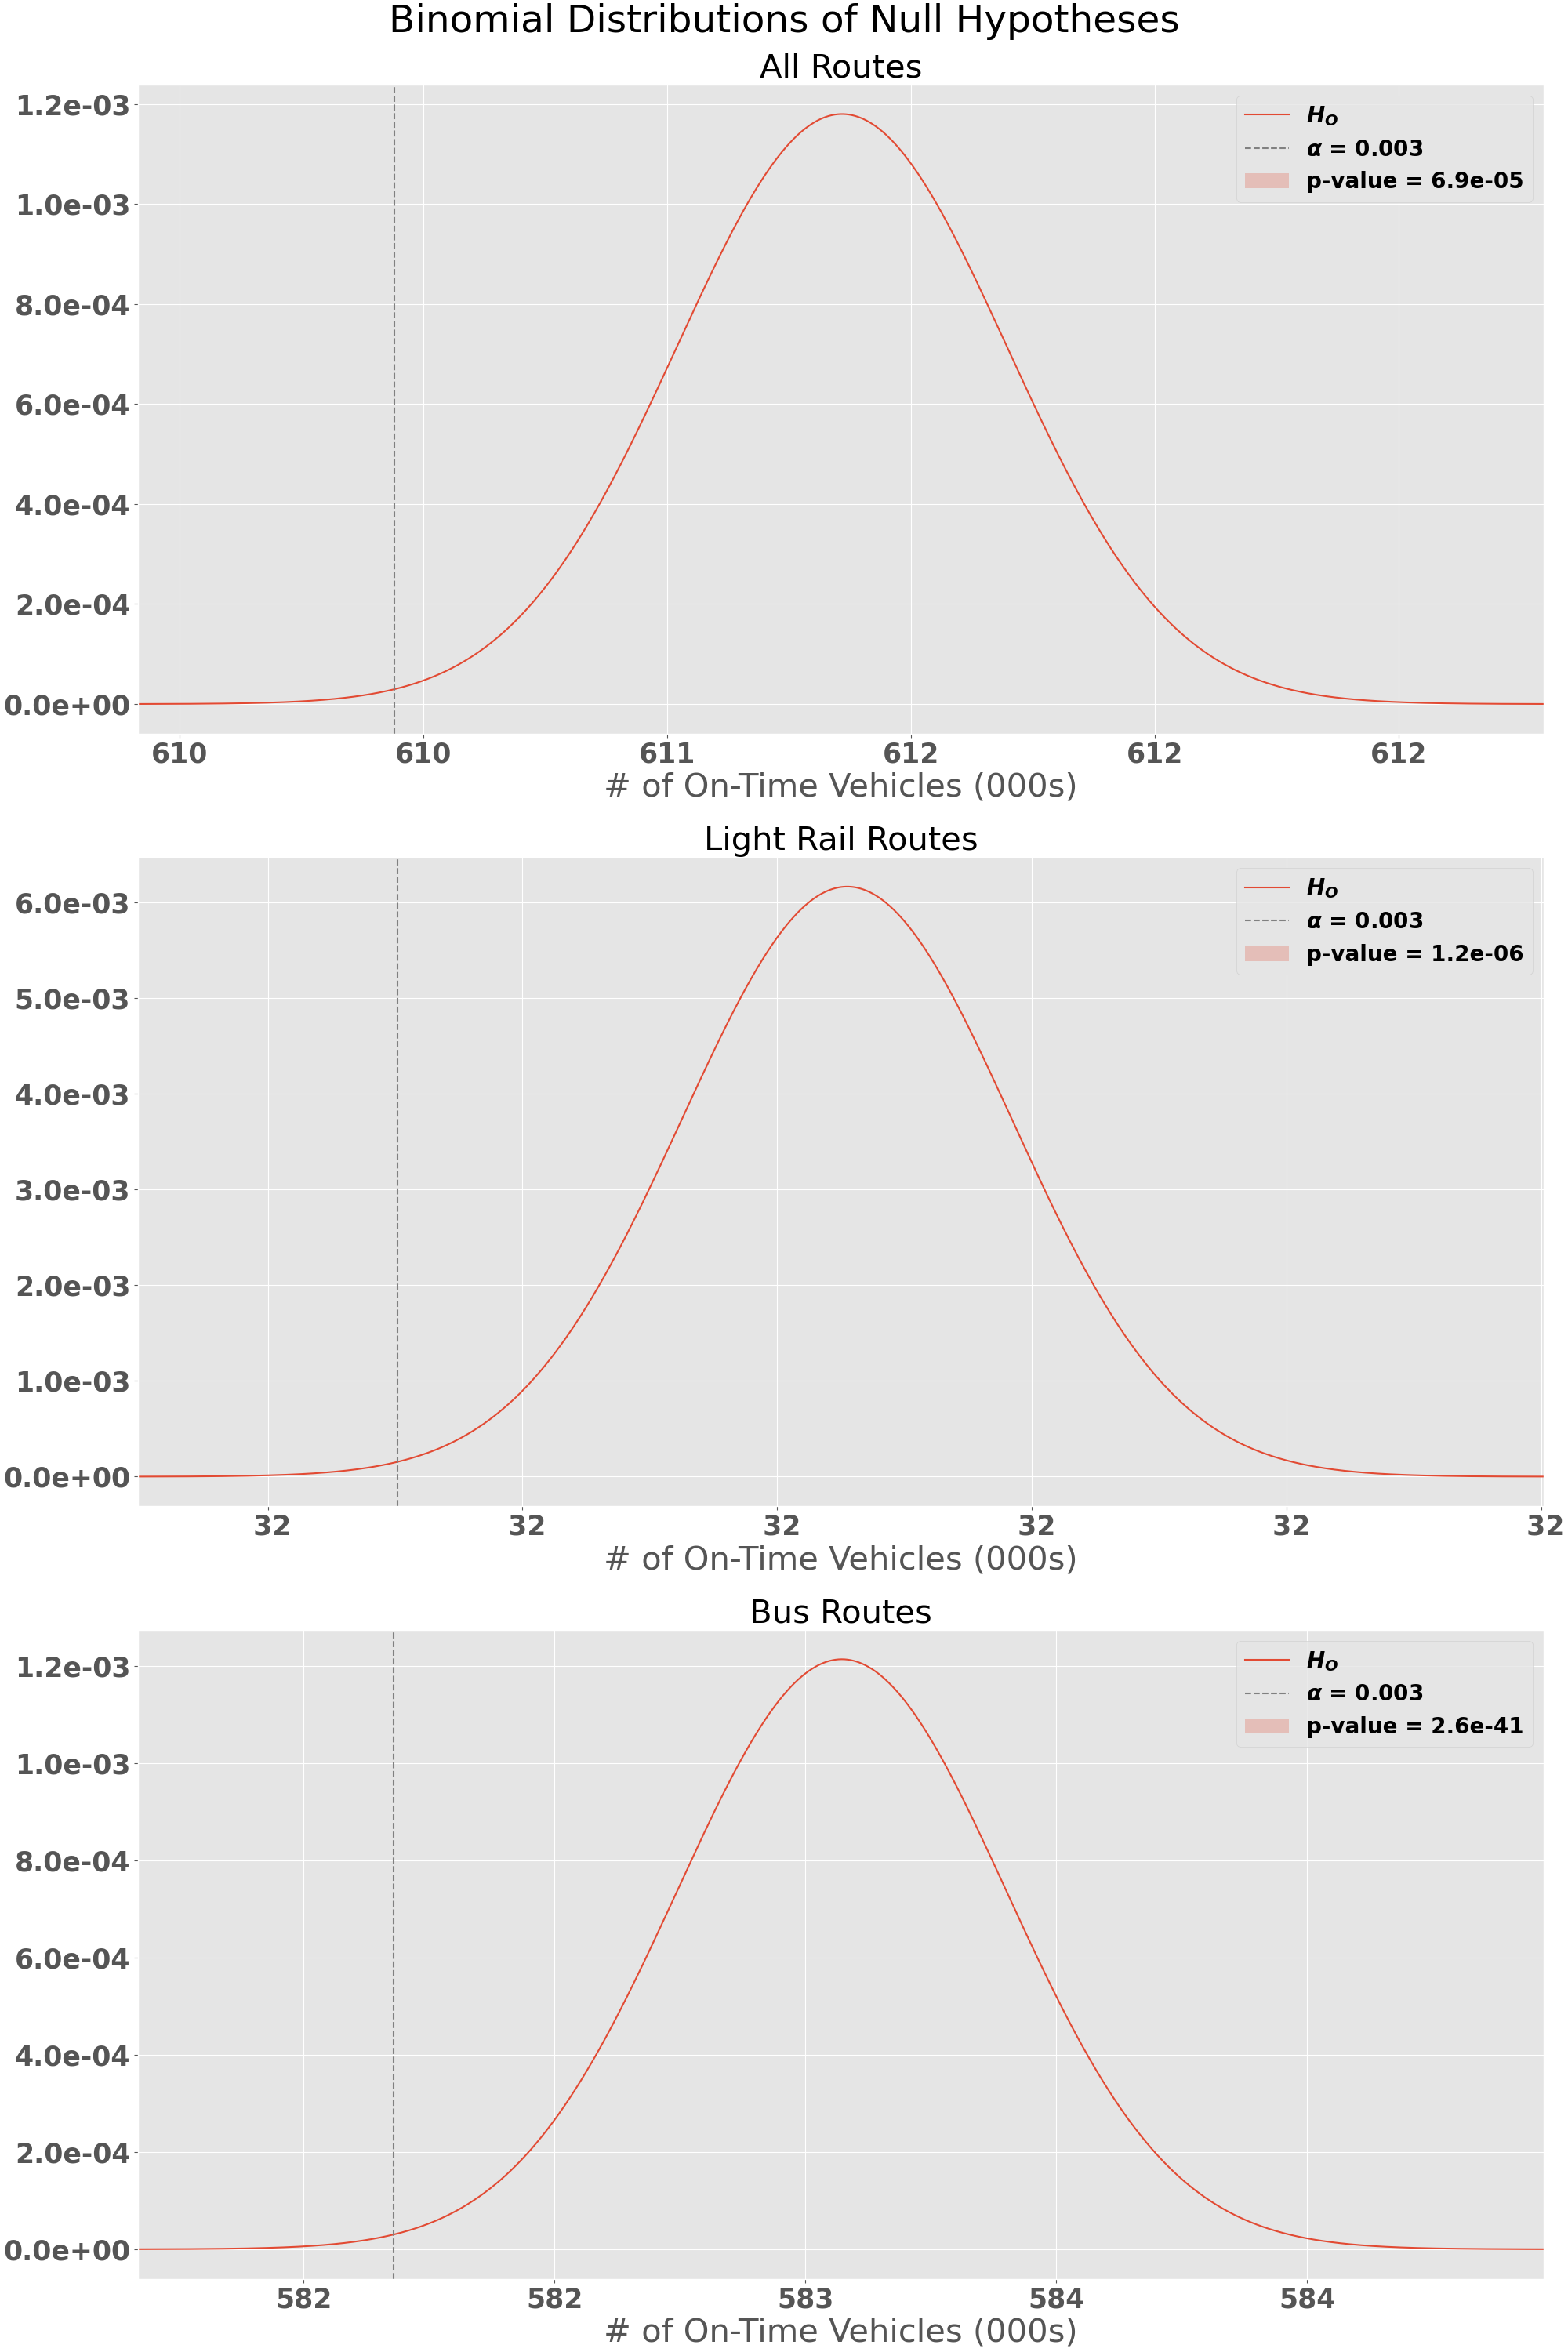 Binomial Distributions of Null Hypotheses
All Routes
1.2e-03
1.0e-03
8.0e-04
6.0e-04
4.0e-04
2.0e-04
0.0e+00
H_O
α = 0.003
p-value = 6.9e-05
610 610 611 612 612 612
# of On-Time Vehicles (000s)
Light Rail Routes
6.0e-03
5.0e-03
4.0e-03
3.0e-03
2.0e-03
1.0e-03
0.0e+00
H_O
α = 0.003
p-value = 1.2e-06
32 32 32 32 32 32
# of On-Time Vehicles (000s)
Bus Routes
1.2e-03
1.0e-03
8.0e-04
6.0e-04
4.0e-04
2.0e-04
0.0e+00
H_O
α = 0.003
p-value = 2.6e-41
582 582 583 584 584
# of On-Time Vehicles (000s)